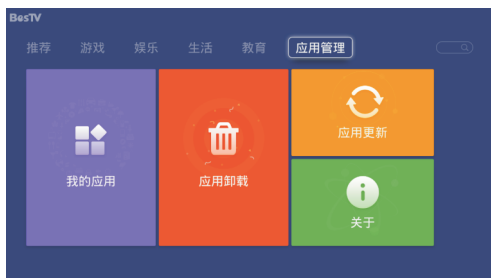 BesTV
推荐 游戏 娱乐 生活 教育 应用管理
我的应用
应用卸载
应用更新
关于